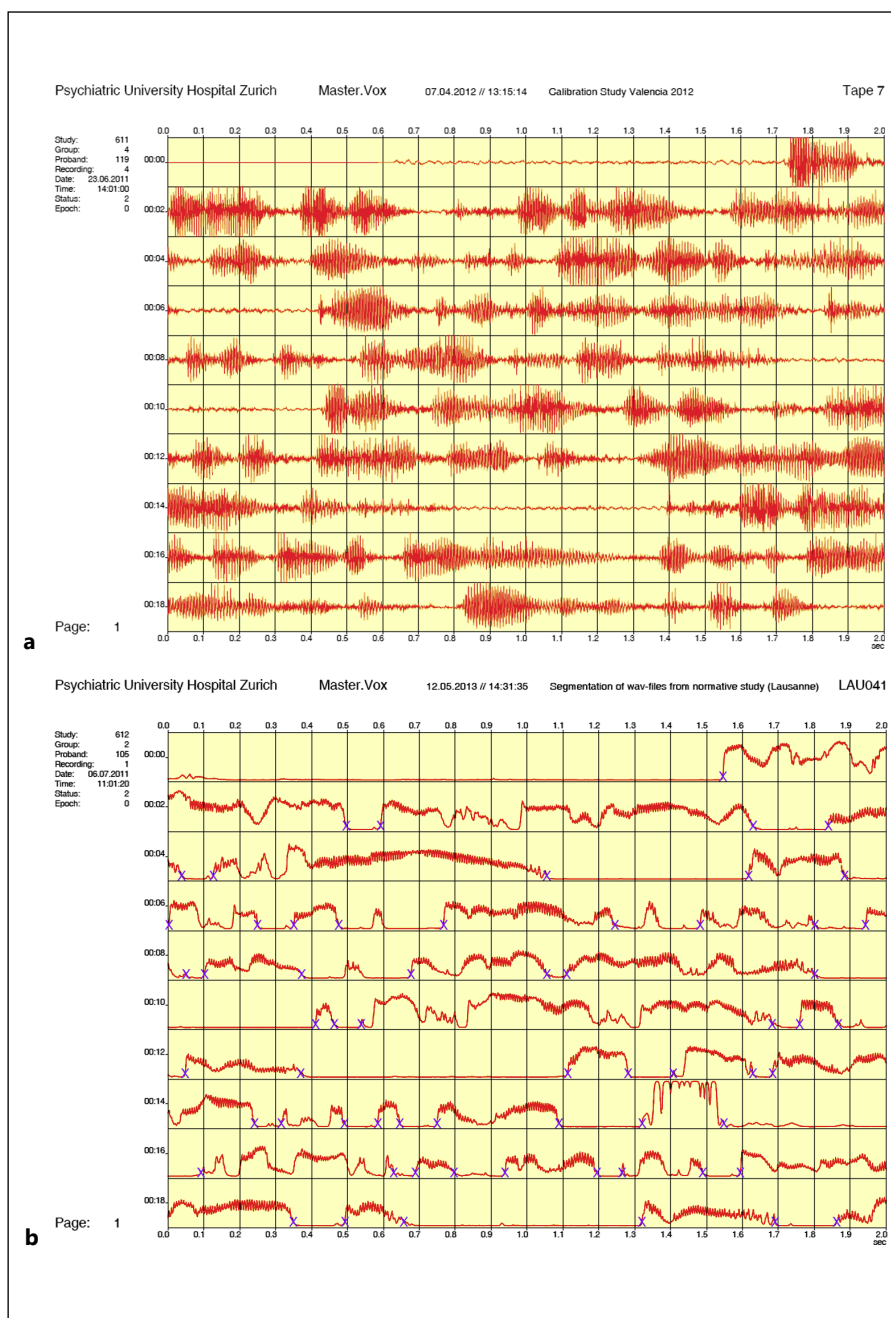 Psychiatric University Hospital Zurich Master.Vox 07.04.2012 // 13:15:14 Calibration Study Valencia 2012 Tape 7
0.0 0.1 0.2 0.3 0.4 0.5 0.6 0.7 0.8 0.9 1.0 1.1 1.2 1.3 1.4 1.5 1.6 1.7 1.8 1.9 2.0
Study: 611
Group: 4
Proband: 119
Recording: 4
Date: 23.06.2011
Time: 14:01:00
Status: 2
Epoch: 0
00:00
00:02
00:04
00:06
00:08
00:10
00:12
00:14
00:16
00:18
0.0 0.1 0.2 0.3 0.4 0.5 0.6 0.7 0.8 0.9 1.0 1.1 1.2 1.3 1.4 1.5 1.6 1.7 1.8 1.9 2.0
sec
Page: 1
a
Psychiatric University Hospital Zurich Master.Vox 12.05.2013 // 14:31:35 Segmentation of wav-files from normative study (Lausanne) LAU041
0.0 0.1 0.2 0.3 0.4 0.5 0.6 0.7 0.8 0.9 1.0 1.1 1.2 1.3 1.4 1.5 1.6 1.7 1.8 1.9 2.0
Study: 612
Group: 2
Proband: 105
Recording: 1
Date: 06.07.2011
Time: 11:01:20
Status: 2
Epoch: 0
00:00
00:02
00:04
00:06
00:08
00:10
00:12
00:14
00:16
00:18
0.0 0.1 0.2 0.3 0.4 0.5 0.6 0.7 0.8 0.9 1.0 1.1 1.2 1.3 1.4 1.5 1.6 1.7 1.8 1.9 2.0
sec
Page: 1
b